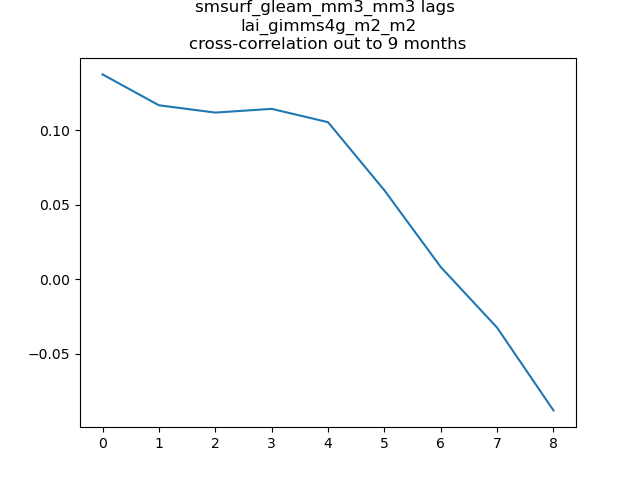 smsurf_gleam_mm3_mm3 lags
lai_gimms4g_m2_m2
cross-correlation out to 9 months
0.10
0.05
0.00
−0.05
0 1 2 3 4 5 6 7 8